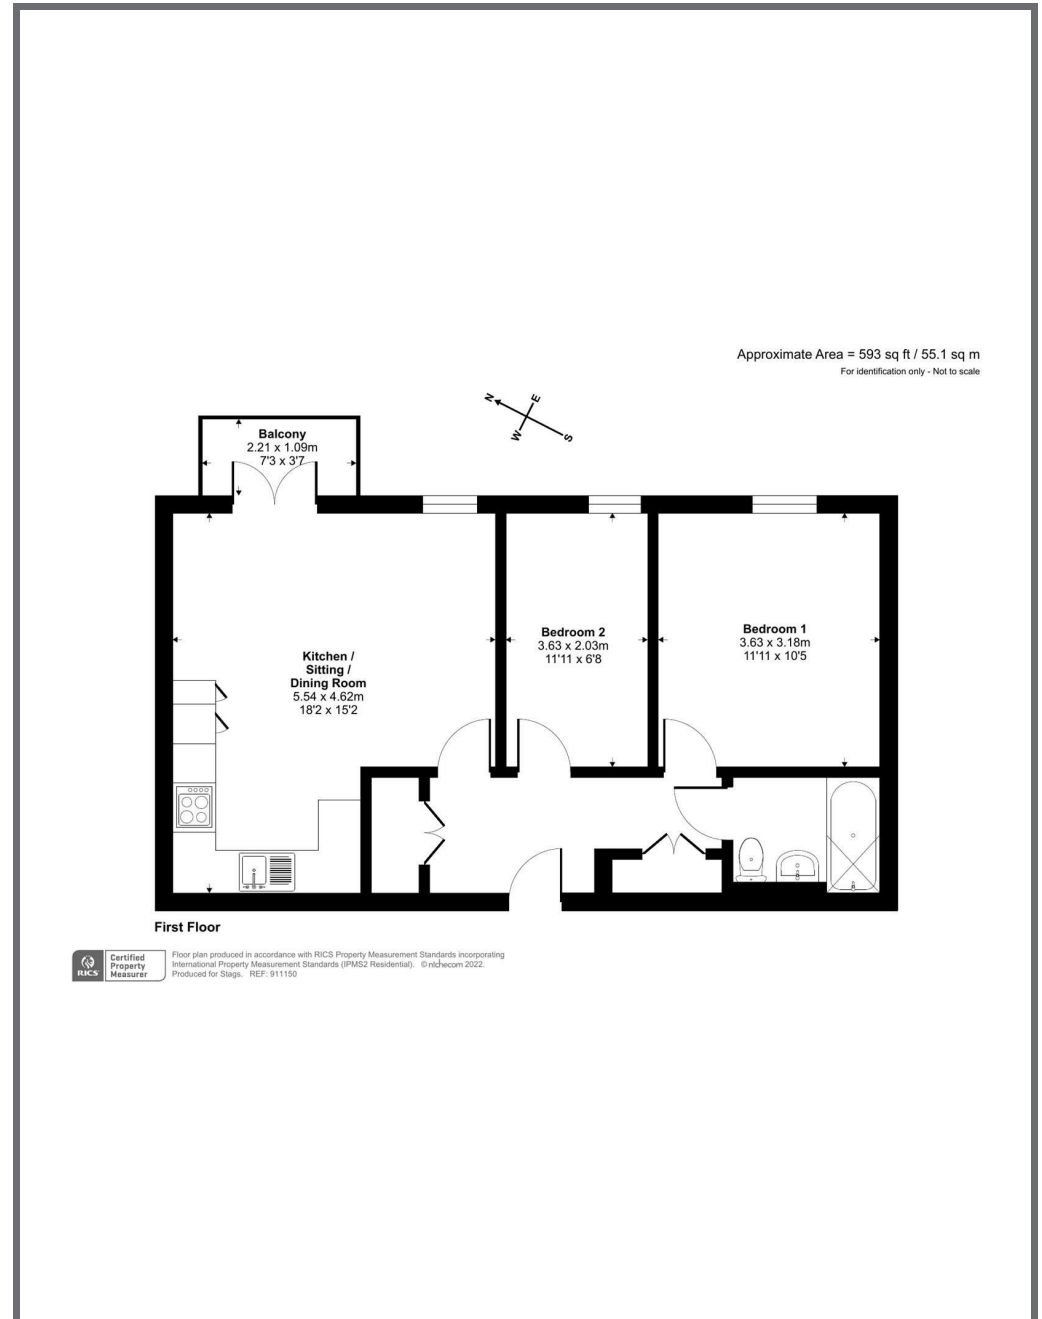 Approximate Area = 593 sq ft / 55.1 sq m
For identification only - Not to scale
N
E
W
S
Balcony
2.21 x 1.09m
7'3 x 3'7
Kitchen /
Sitting /
Dining Room
5.54 x 4.62m
18'2 x 15'2
Bedroom 2
3.63 x 2.03m
11'11 x 6'8
Bedroom 1
3.63 x 3.18m
11'11 x 10'5
First Floor
RICS
Certified
Property
Measurer
Floor plan produced in accordance with RICS Property Measurement Standards incorporating
International Property Measurement Standards (IPMS2 Residential). © nichecom 2022.
Produced for Stags. REF: 911150